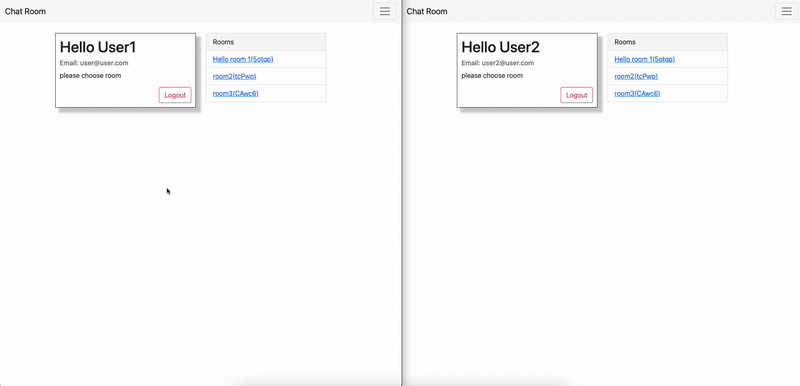 Chat Room
Hello User1
Email: user@user.com
please choose room
Logout
Rooms
Hello room 1(5otqp)
room2(tcPwp)
room3(CAwc6)
Chat Room
Hello User2
Email: user2@user.com
please choose room
Logout
Rooms
Hello room 1(5otqp)
room2(tcPwp)
room3(CAwc6)